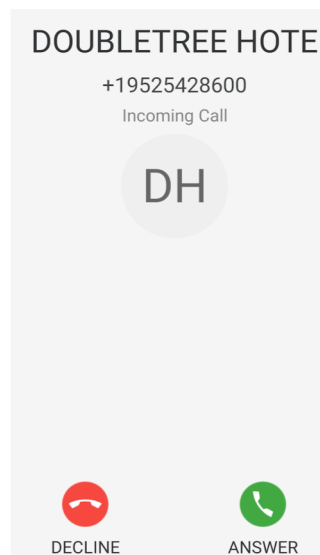 DOUBLETREE HOTE
+19525428600
Incoming Call
DH
DECLINE ANSWER